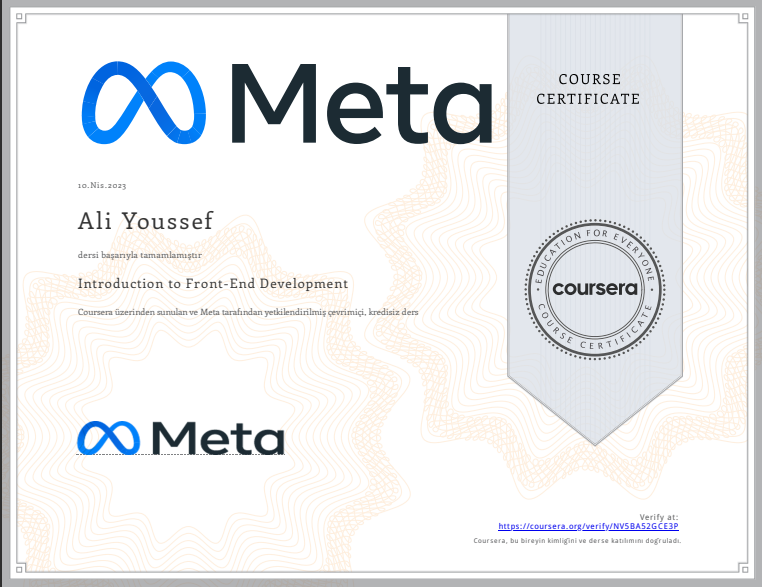 Meta
COURSE
CERTIFICATE
10.Nis.2023
Ali Youssef
dersi başarıyla tamamlamıştır
Introduction to Front-End Development
Coursera üzerinden sunulan ve Meta tarafından yetkilendirilmiş çevrimiçi, kredisiz ders
EDUCATION FOR EVERYONE
coursera
COURSE CERTIFICATE
Meta
Verify at:
https://coursera.org/verify/NV5BA52GCE3P
Coursera, bu bireyin kimliğini ve derse katılımını doğruladı.